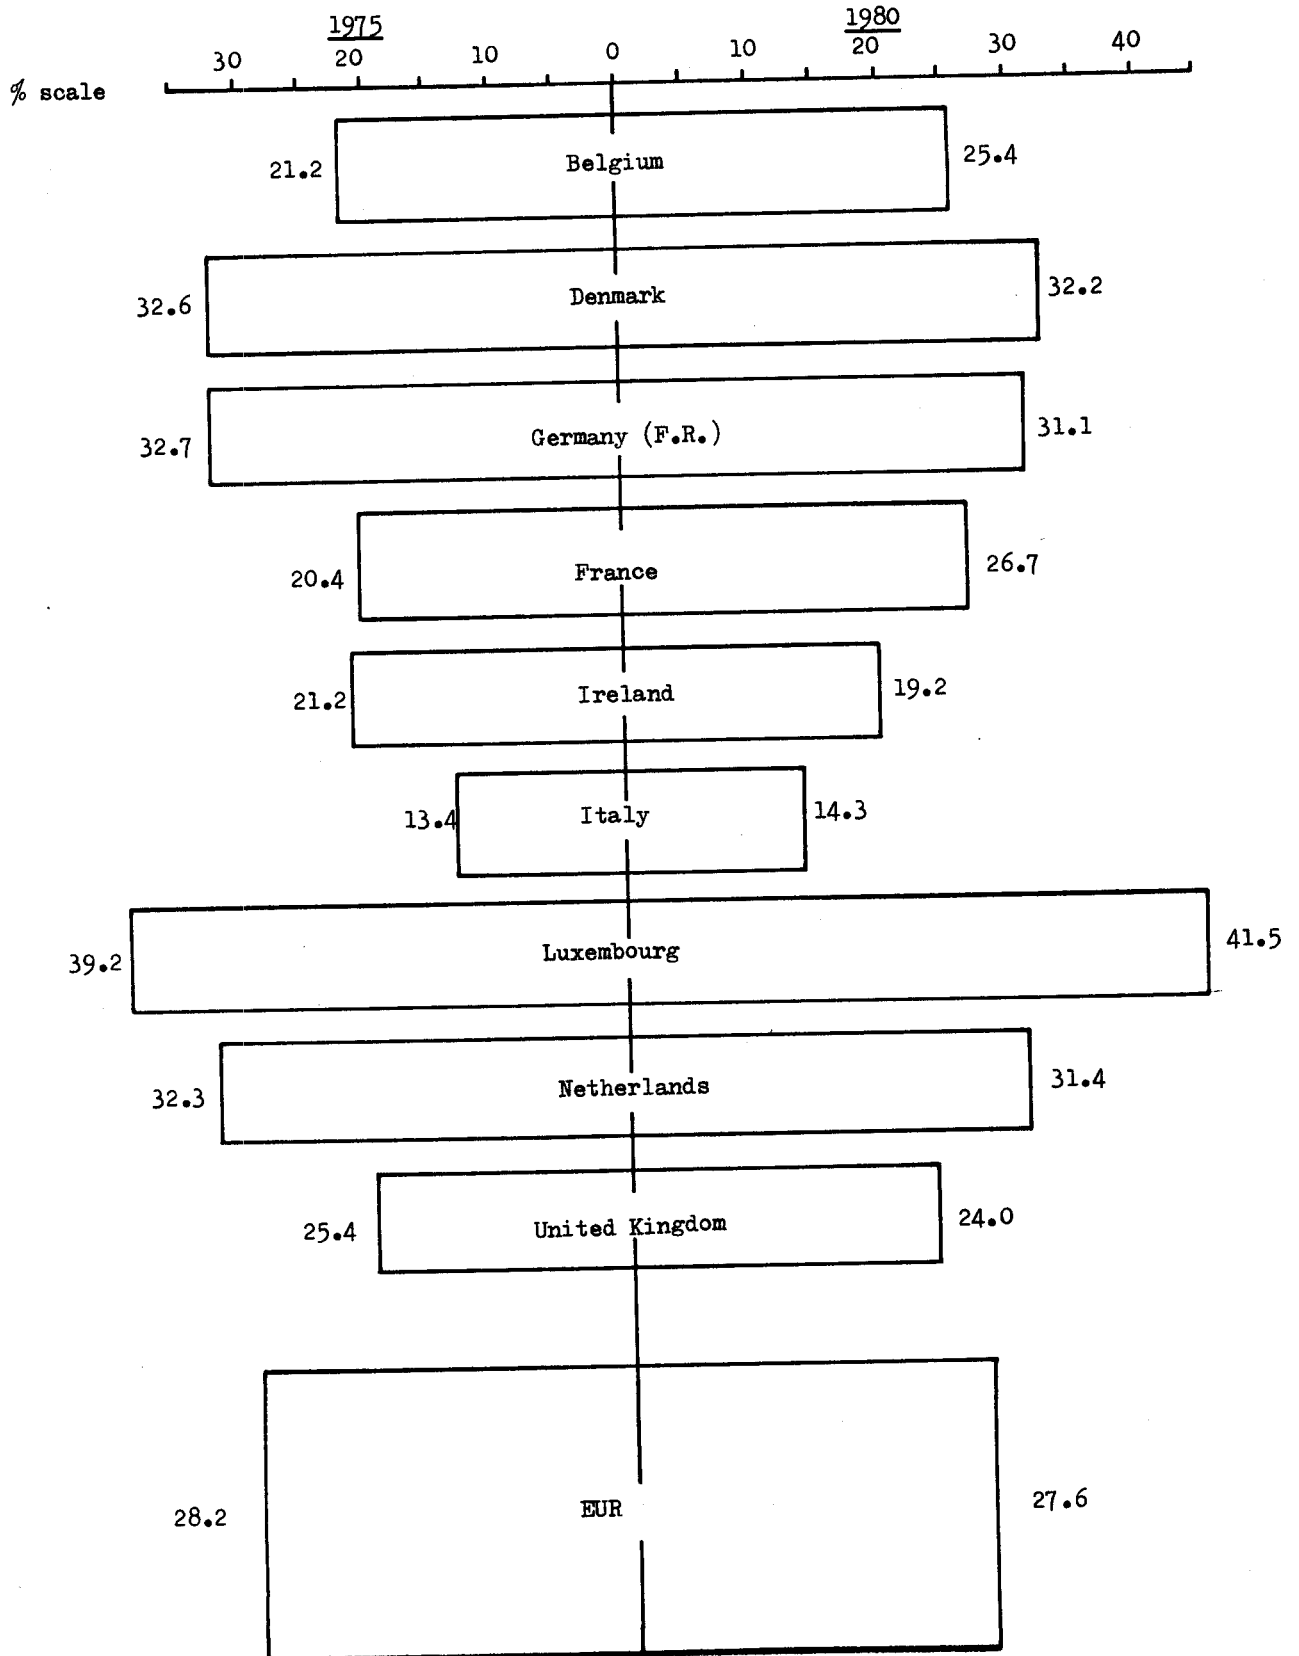 1975 1980
30 20 10 0 10 20 30 40
% scale
21.2 Belgium 25.4
32.6 Denmark 32.2
32.7 Germany (F.R.) 31.1
20.4 France 26.7
21.2 Ireland 19.2
13.4 Italy 14.3
39.2 Luxembourg 41.5
32.3 Netherlands 31.4
25.4 United Kingdom 24.0
28.2 EUR 27.6